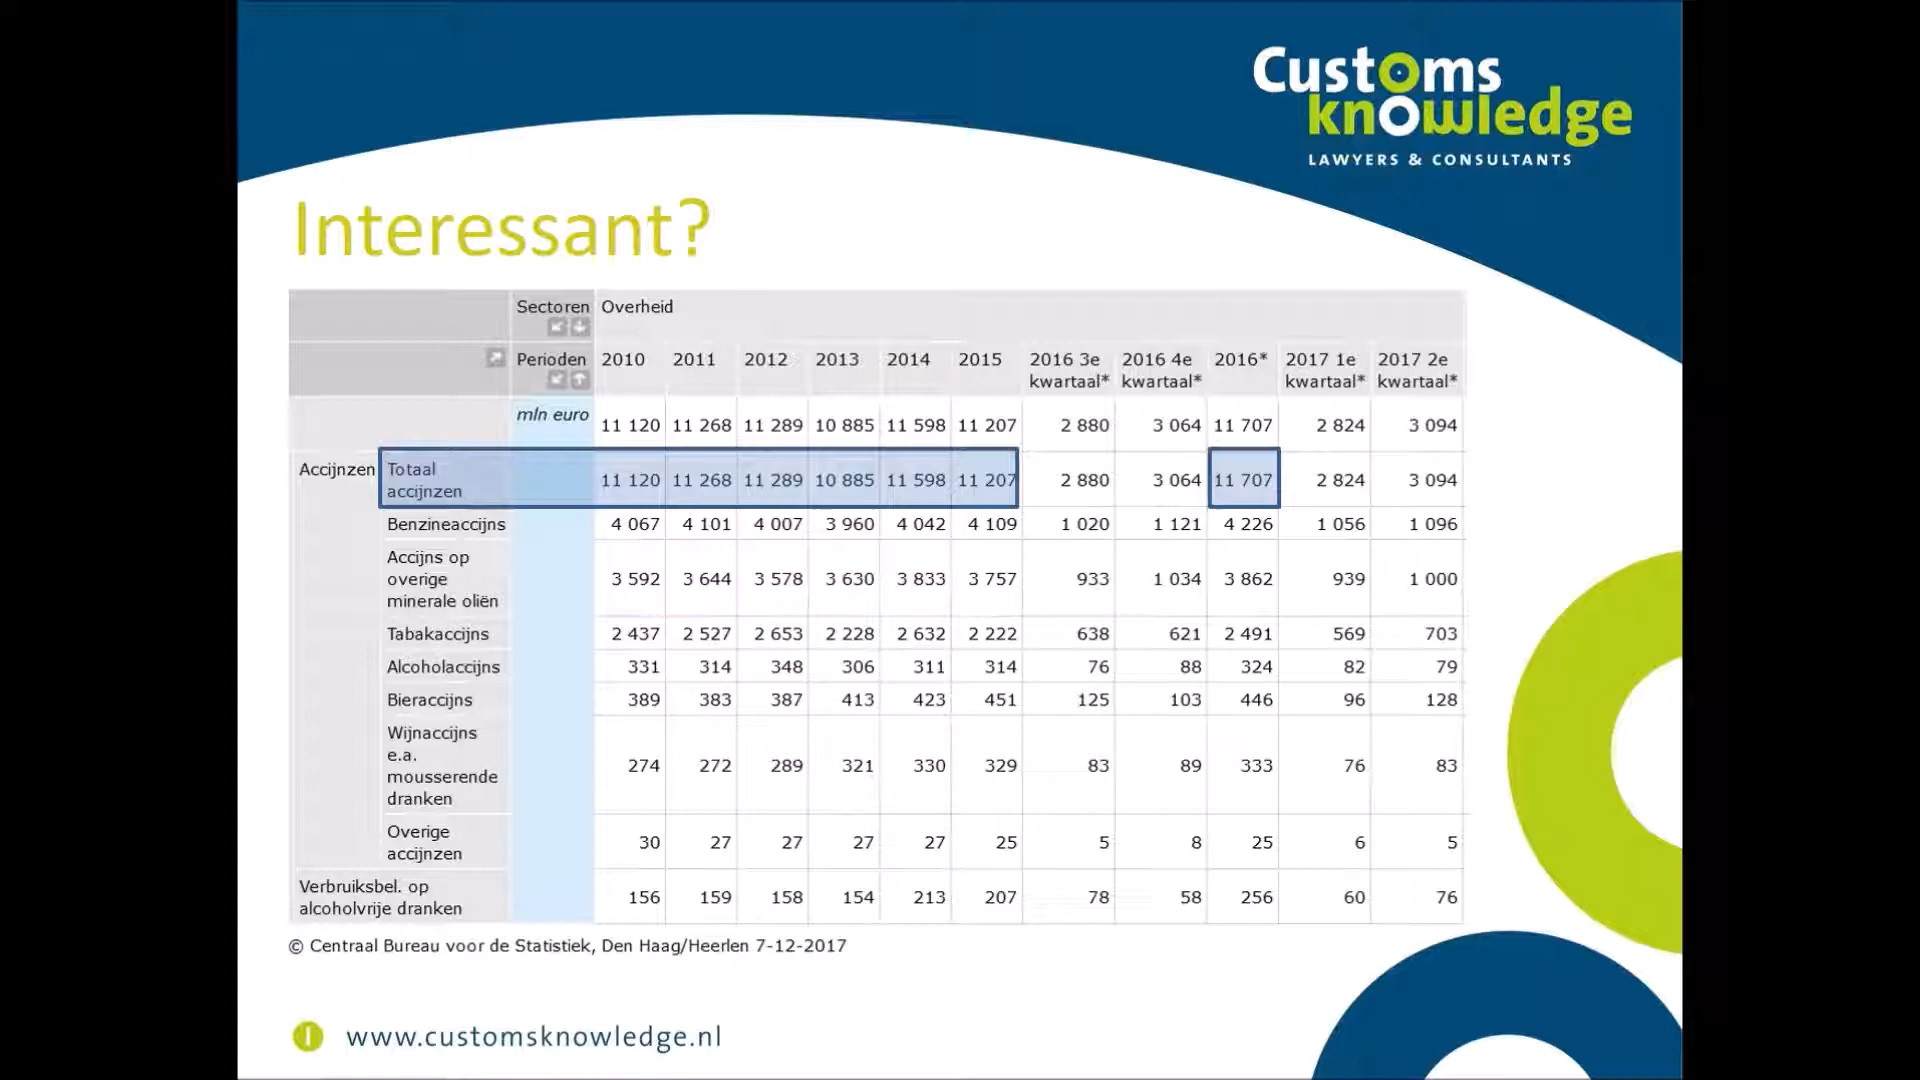 Customs
knowledge
LAWYERS & CONSULTANTS
Interessant?
Sectoren Overheid
Perioden 2010 2011 2012 2013 2014 2015 2016 3e kwartaal* 2016 4e kwartaal* 2016* 2017 1e kwartaal* 2017 2e kwartaal*
mln euro 11 120 11 268 11 289 10 885 11 598 11 207 2 880 3 064 11 707 2 824 3 094
Accijnzen Totaal accijnzen 11 120 11 268 11 289 10 885 11 598 11 207 2 880 3 064 11 707 2 824 3 094
Benzineaccijns 4 067 4 101 4 007 3 960 4 042 4 109 1 020 1 121 4 226 1 056 1 096
Accijns op overige minerale oliën 3 592 3 644 3 578 3 630 3 833 3 757 933 1 034 3 862 939 1 000
Tabakaccijns 2 437 2 527 2 653 2 228 2 632 2 222 638 621 2 491 569 703
Alcoholaccijns 331 314 348 306 311 314 76 88 324 82 79
Bieraccijns 389 383 387 413 423 451 125 103 446 96 128
Wijnaccijns e.a. mousserende dranken 274 272 289 321 330 329 83 89 333 76 83
Overige accijnzen 30 27 27 27 27 25 5 8 25 6 5
Verbruiksbel. op alcoholvrije dranken 156 159 158 154 213 207 78 58 256 60 76
© Centraal Bureau voor de Statistiek, Den Haag/Heerlen 7-12-2017
www.customsknowledge.nl